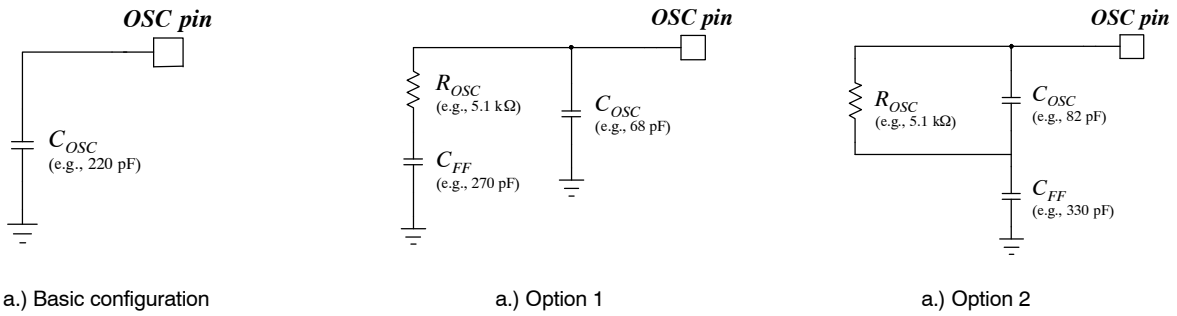 OSC pin
C_OSC
(e.g., 220 pF)
a.) Basic configuration
OSC pin
R_OSC
(e.g., 5.1 kΩ)
C_OSC
(e.g., 68 pF)
C_FF
(e.g., 270 pF)
a.) Option 1
OSC pin
R_OSC
(e.g., 5.1 kΩ)
C_OSC
(e.g., 82 pF)
C_FF
(e.g., 330 pF)
a.) Option 2